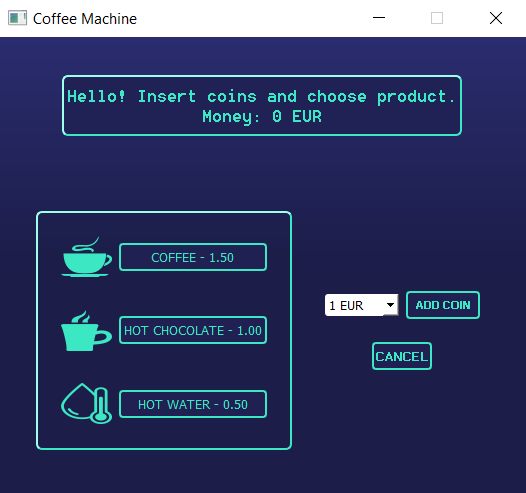 Coffee Machine
Hello! Insert coins and choose product.
Money: 0 EUR
COFFEE - 1.50
HOT CHOCOLATE - 1.00
HOT WATER - 0.50
1 EUR
ADD COIN
CANCEL